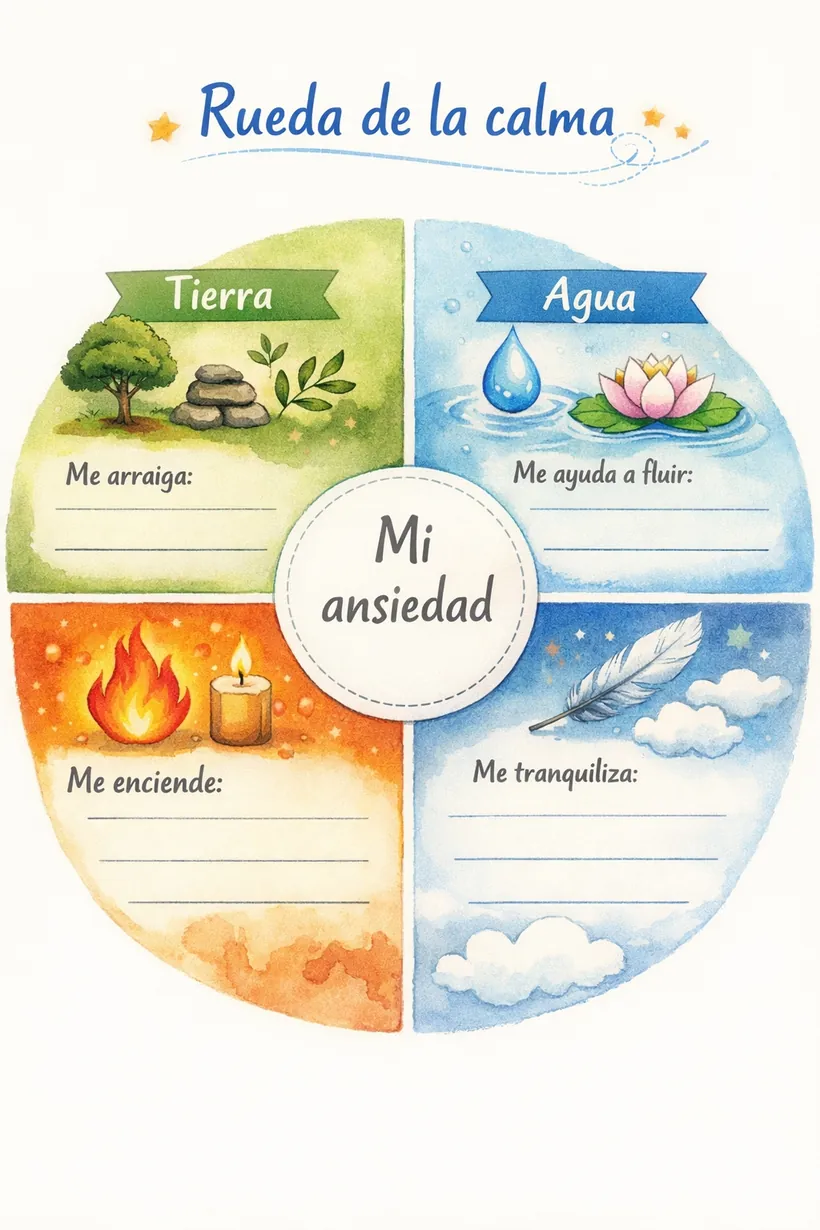 Rueda de la calma
Tierra
Agua
Me arraiga:
Me ayuda a fluir:
Mi
ansiedad
Me enciende:
Me tranquiliza: